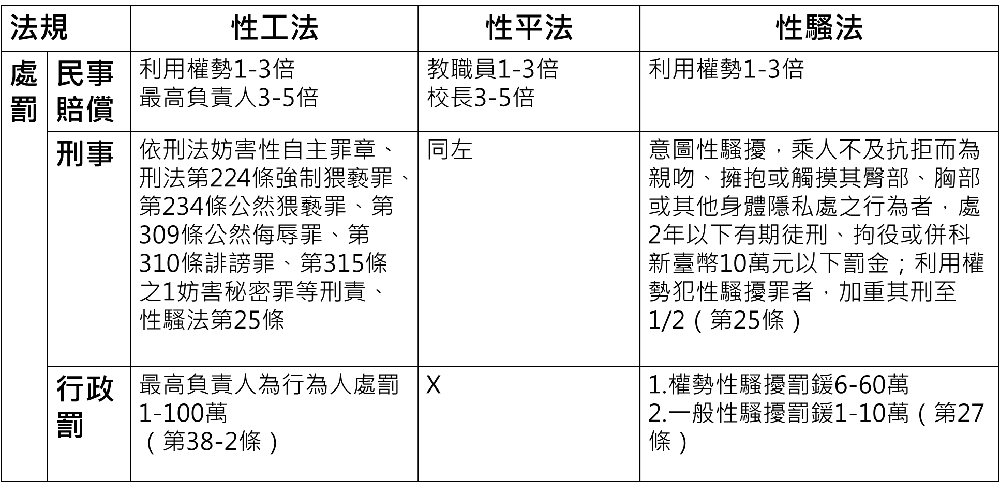 法規
性工法
性平法
性騷法
處
罰
民事
賠償
利用權勢1-3倍
最高負責人3-5倍
教職員1-3倍
校長3-5倍
利用權勢1-3倍
刑事
依刑法妨害性自主罪章、
刑法第224條強制猥褻罪、
第234條公然猥褻罪、第
309條公然侮辱罪、第
310條誹謗罪、第315條
之1妨害秘密罪等刑責、
性騷法第25條
同左
意圖性騷擾，乘人不及抗拒而為
親吻、擁抱或觸摸其臀部、胸部
或其他身體隱私處之行為者，處
2年以下有期徒刑、拘役或併科
新臺幣10萬元以下罰金；利用權
勢犯性騷擾罪者，加重其刑至
1/2（第25條）
行政
罰
最高負責人為行為人處罰
1-100萬
（第38-2條）
X
1.權勢性騷擾罰鍰6-60萬
2.一般性騷擾罰鍰1-10萬（第27
條）